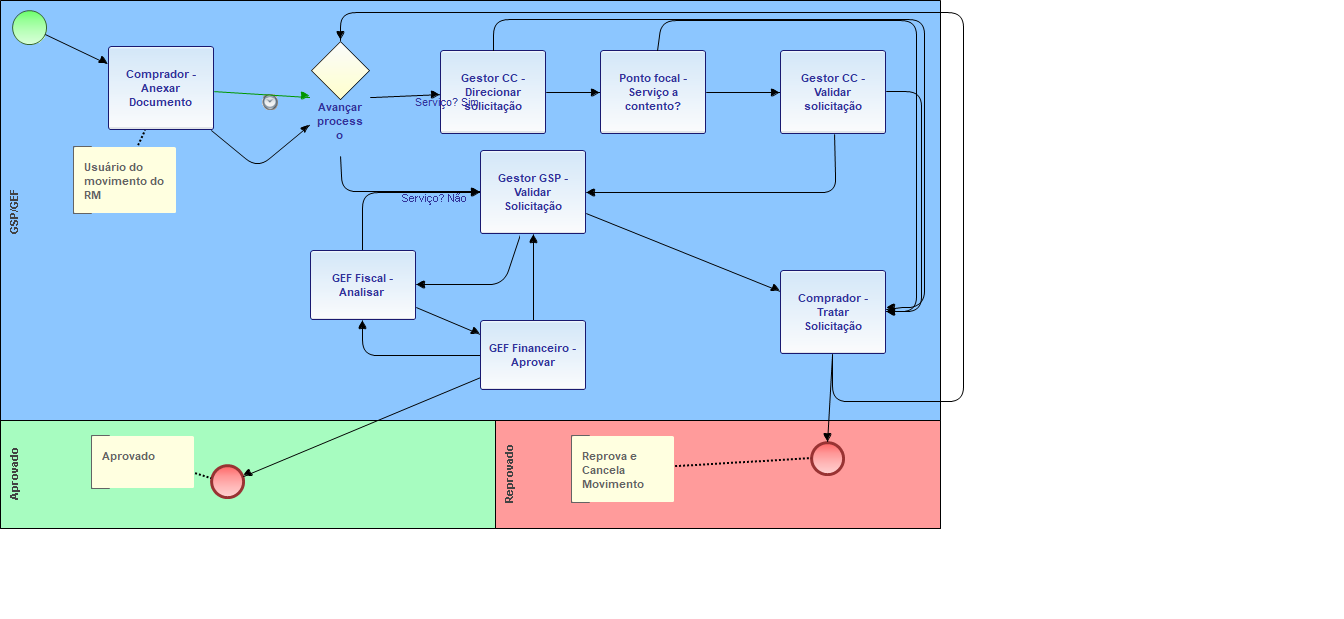 Comprador -
Anexar
Documento
Avançar
process
o
Serviço? Sim
Gestor CC -
Direcionar
solicitação
Ponto focal -
Serviço a
contento?
Gestor CC -
Validar
solicitação
Usuário do
movimento do
RM
GSP/GEF
Gestor GSP -
Validar
Solicitação
Serviço? Não
GEF Fiscal -
Analisar
GEF Financeiro -
Aprovar
Comprador -
Tratar
Solicitação
Aprovado
Aprovado
Reprovado
Reprova e
Cancela
Movimento